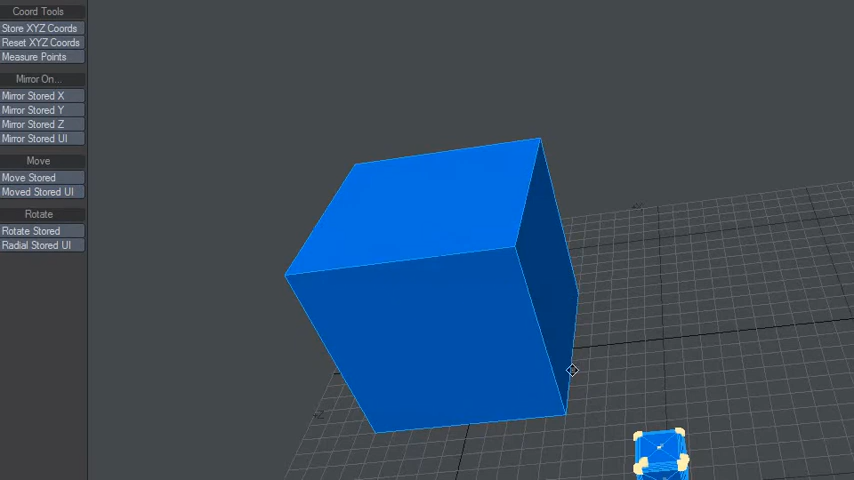 Coord Tools
Store XYZ Coords
Reset XYZ Coords
Measure Points
Mirror On...
Mirror Stored X
Mirror Stored Y
Mirror Stored Z
Mirror Stored UI
Move
Move Stored
Moved Stored UI
Rotate
Rotate Stored
Radial Stored UI